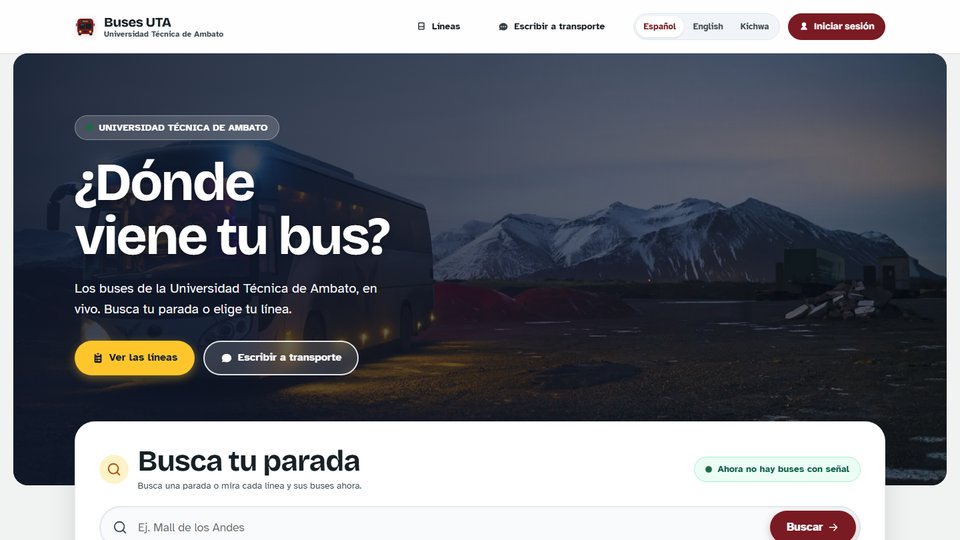 Buses UTA
Universidad Técnica de Ambato
Líneas
Escribir a transporte
Español
English
Kichwa
Iniciar sesión
UNIVERSIDAD TÉCNICA DE AMBATO
¿Dónde
viene tu bus?
Los buses de la Universidad Técnica de Ambato, en
vivo. Busca tu parada o elige tu línea.
Ver las líneas
Escribir a transporte
Busca tu parada
Busca una parada o mira cada línea y sus buses ahora.
Ahora no hay buses con señal
Ej. Mall de los Andes
Buscar